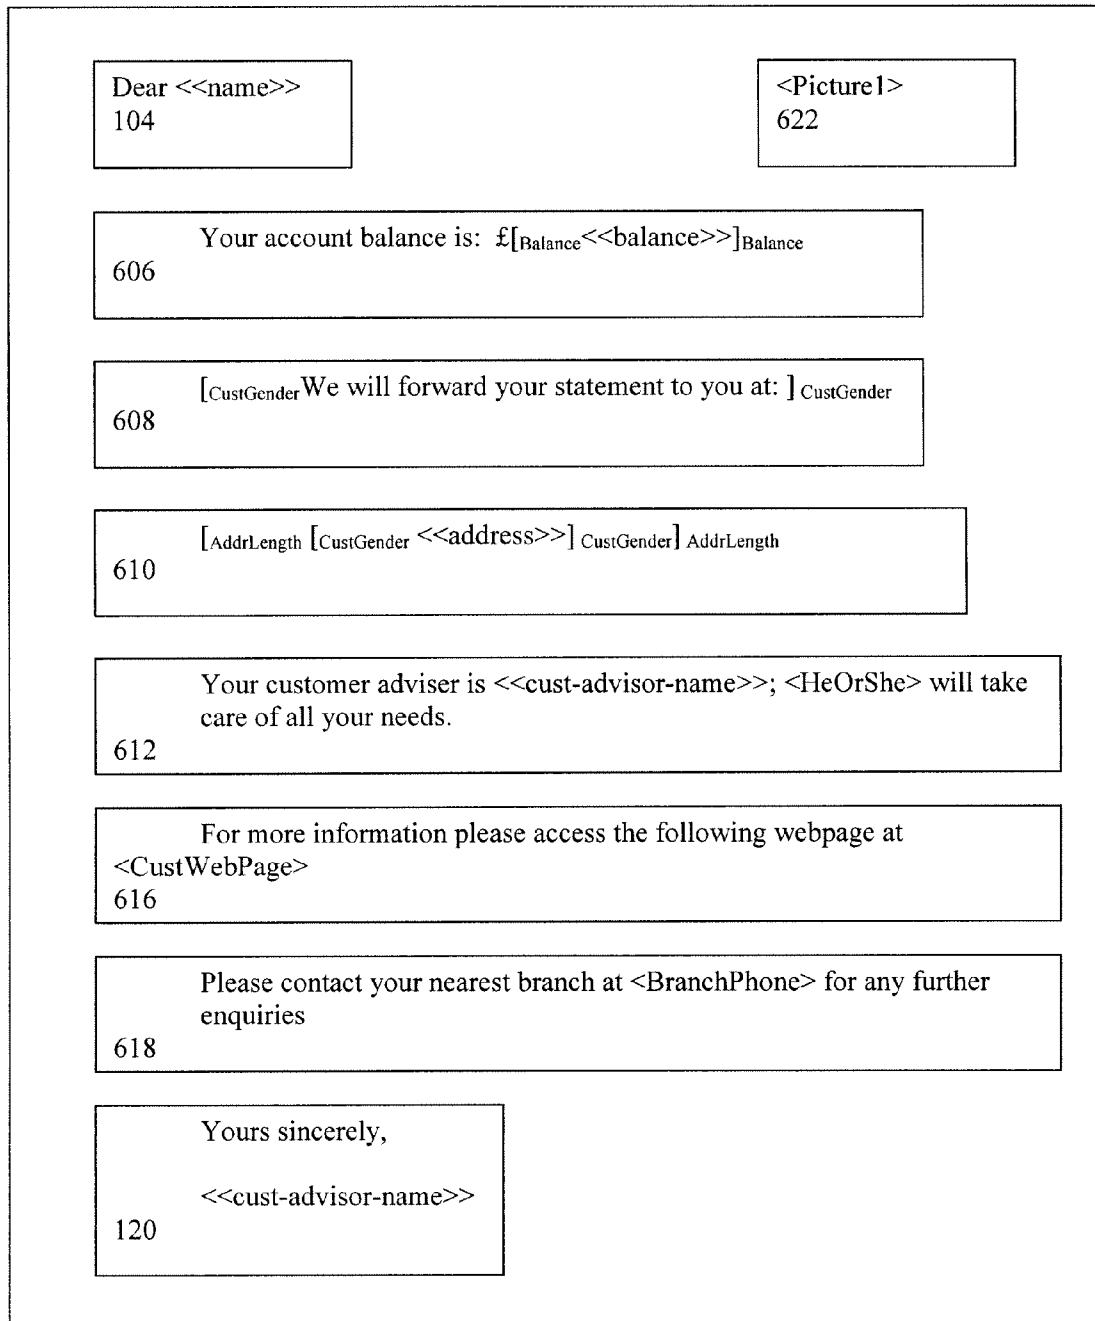 Dear <<name>>
104
<Picture1>
622
Your account balance is: £[Balance<<balance>>]Balance
606
[CustGenderWe will forward your statement to you at: ] CustGender
608
[AddrLength [CustGender <<address>>] CustGender] AddrLength
610
Your customer adviser is <<cust-advisor-name>>; <HeOrShe> will take
care of all your needs.
612
For more information please access the following webpage at
<CustWebPage>
616
Please contact your nearest branch at <BranchPhone> for any further
enquiries
618
Yours sincerely,
<<cust-advisor-name>>
120